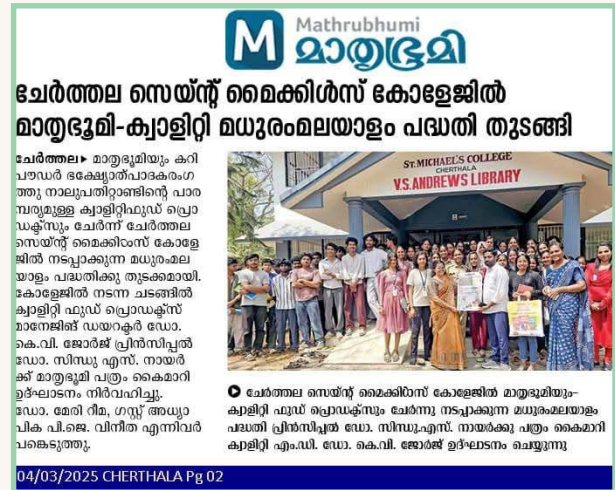 M
Mathrubhumi
മാതൃഭൂമി
ചേർത്തല സെയ്ന്റ് മൈക്കിൾസ് കോളേജിൽ
മാതൃഭൂമി-ക്വാളിറ്റി മധുരംമലയാളം പദ്ധതി തുടങ്ങി
ചേർത്തല ▸ മാതൃഭൂമിയും കറി
പൗഡർ ഭക്ഷ്യോത്പാദകരംഗ
ത്തു നാലുപതിറ്റാണ്ടിന്റെ പാര
മ്പര്യമുള്ള ക്വാളിറ്റിഫുഡ് പ്രൊ
ഡക്ട്സും ചേർന്ന് ചേർത്തല
സെയ്ന്റ് മൈക്കിൾസ് കോളേ
ജിൽ നടപ്പാക്കുന്ന മധുരംമല
യാളം പദ്ധതിക്കു തുടക്കമായി.
കോളേജിൽ നടന്ന ചടങ്ങിൽ
ക്വാളിറ്റി ഫുഡ് പ്രൊഡക്ട്സ്
മാനേജിങ് ഡയറക്ടർ ഡോ.
കെ.വി. ജോർജ് പ്രിൻസിപ്പൽ
ഡോ. സിന്ധു എസ്. നായർ
ക്ക് മാതൃഭൂമി പത്രം കൈമാറി
ഉദ്ഘാടനം നിർവഹിച്ചു.
ഡോ. മേരി റീമ, ഗസ്റ്റ് അധ്യാ
പിക പി.ജെ. വിനീത എന്നിവർ
പങ്കെടുത്തു.
ST. MICHAEL'S COLLEGE
CHERTHALA
V.S. ANDREWS LIBRARY
ചേർത്തല സെയ്ന്റ് മൈക്കിൾസ് കോളേജിൽ മാതൃഭൂമിയും-
ക്വാളിറ്റി ഫുഡ് പ്രൊഡക്ട്സും ചേർന്നു നടപ്പാക്കുന്ന മധുരംമലയാളം
പദ്ധതി പ്രിൻസിപ്പൽ ഡോ. സിന്ധു.എസ്. നായർക്കു പത്രം കൈമാറി
ക്വാളിറ്റി എം.ഡി. ഡോ. കെ.വി. ജോർജ് ഉദ്ഘാടനം ചെയ്യുന്നു
04/03/2025 CHERTHALA Pg 02